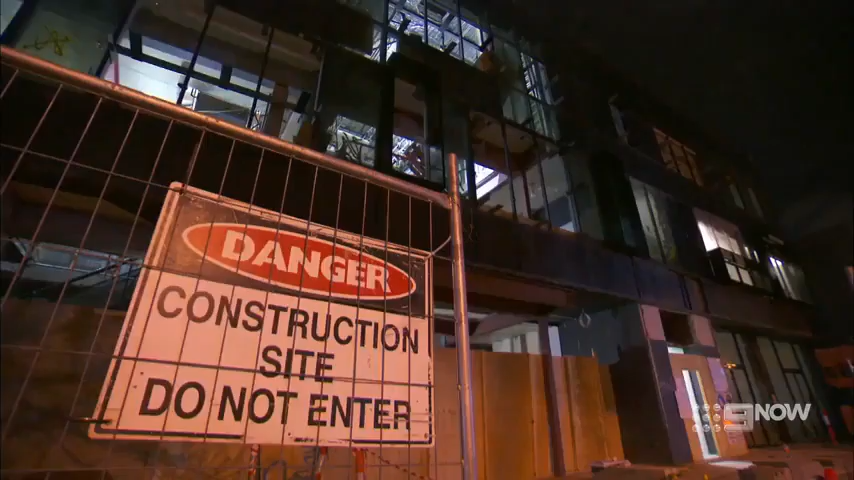 DANGER
CONSTRUCTION
SITE
DO NOT ENTER
9NOW